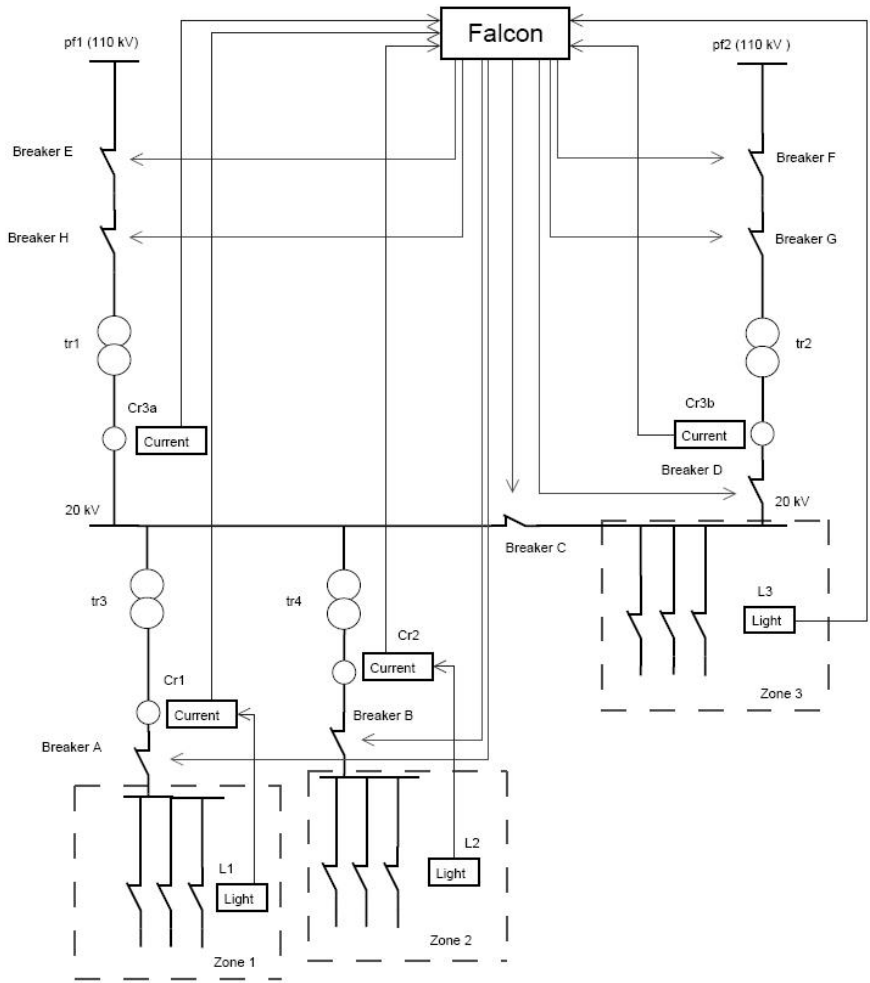 Falcon
pf1 (110 kV)
pf2 (110 kV )
Breaker E
Breaker F
Breaker H
Breaker G
tr1
tr2
Cr3a
Current
Cr3b
Current
Breaker D
20 kV
20 kV
Breaker C
tr3
tr4
L3
Light
Cr2
Current
Cr1
Current
Zone 3
Breaker B
Breaker A
L2
Light
L1
Light
Zone 2
Zone 1